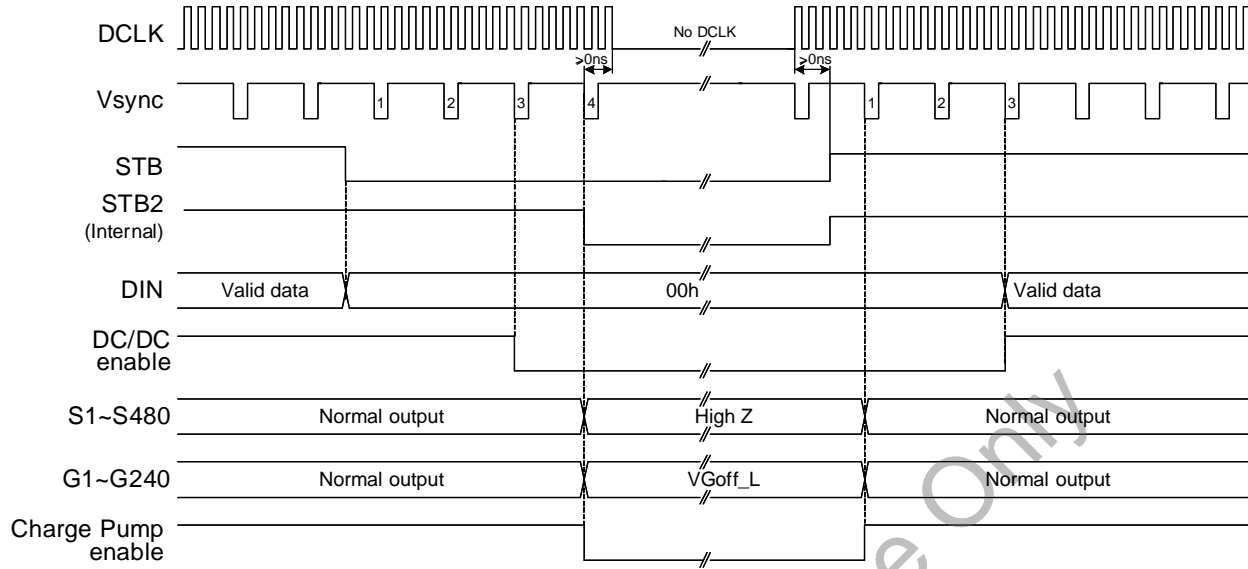 DCLK
No DCLK
>0ns
>0ns
Vsync
1
2
3
4
1
2
3
STB
STB2
(Internal)
DIN
Valid data
00h
Valid data
DC/DC
enable
S1~S480
Normal output
High Z
Normal output
G1~G240
Normal output
VGoff_L
Normal output
Charge Pump
enable
e Only